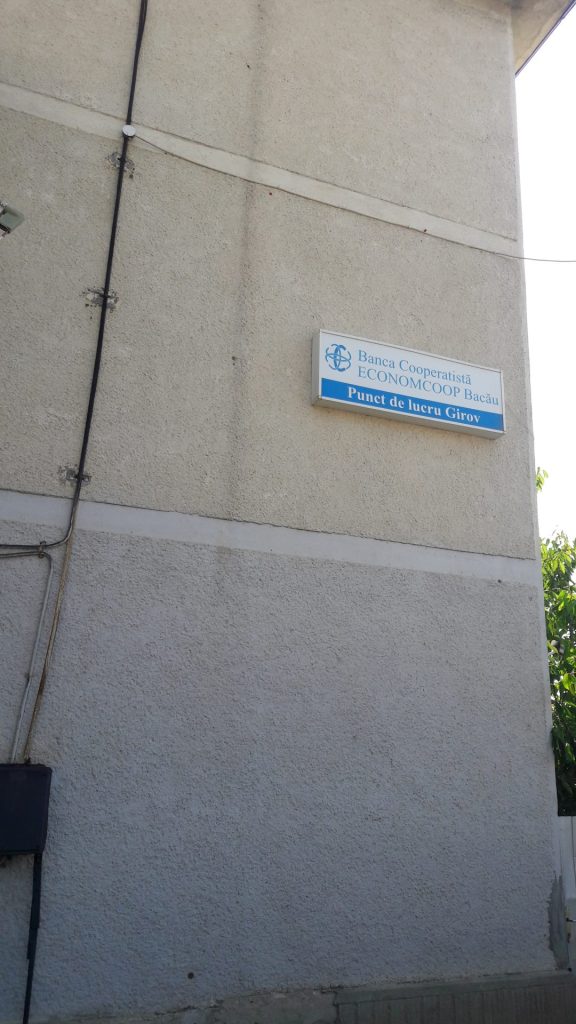 Banca Cooperatistă
ECONOMCOOP Bacău
Punct de lucru Girov